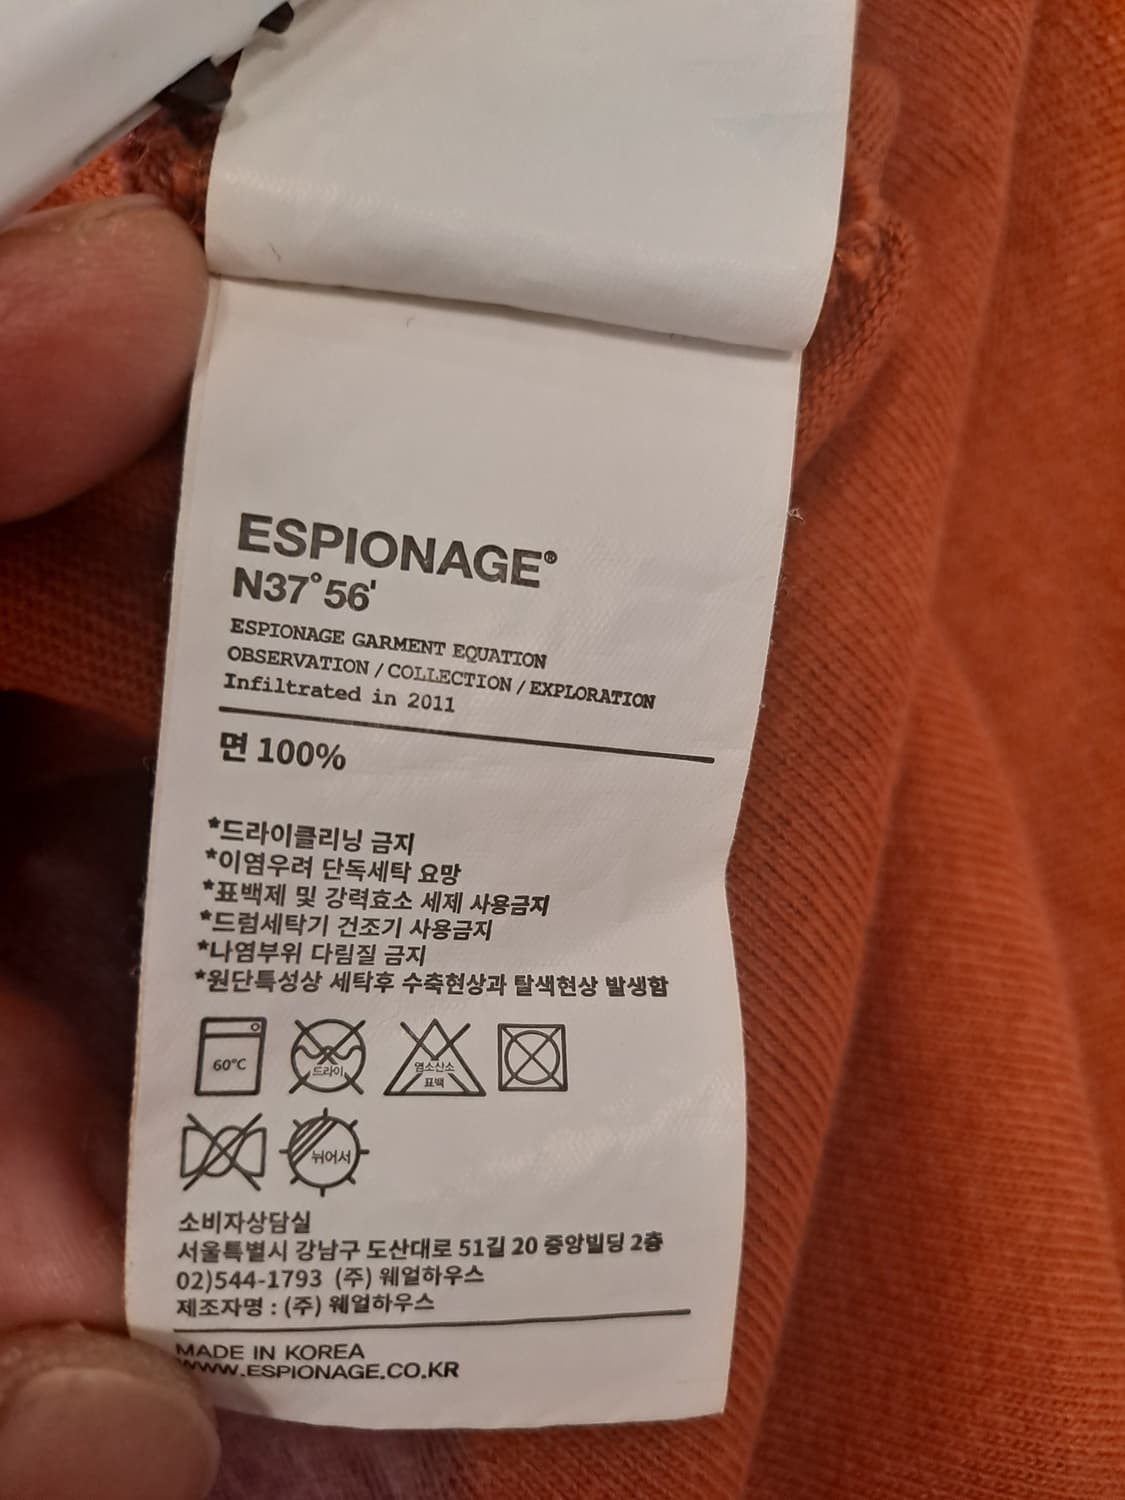 ESPIONAGE®
N37°56'
ESPIONAGE GARMENT EQUATION
OBSERVATION / COLLECTION / EXPLORATION
Infiltrated in 2011
면 100%
*드라이클리닝 금지
*이염우려 단독세탁 요망
*표백제 및 강력효소 세제 사용금지
*드럼세탁기 건조기 사용금지
*나염부위 다림질 금지
*원단특성상 세탁후 수축현상과 탈색현상 발생함
60°C
드라이
염소산소
표백
뉘어서
소비자상담실
서울특별시 강남구 도산대로 51길 20 중앙빌딩 2층
02)544-1793 (주) 웨얼하우스
제조자명 : (주) 웨얼하우스
MADE IN KOREA
WWW.ESPIONAGE.CO.KR